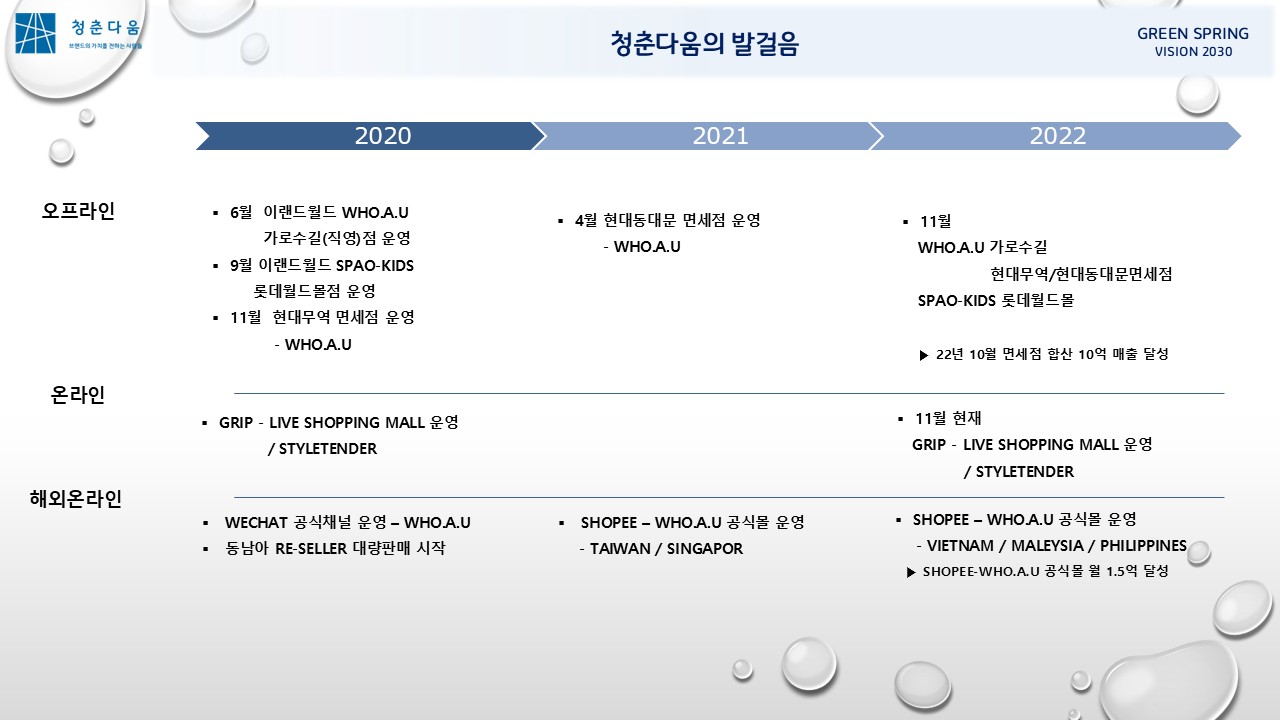 청춘다움
브랜드의 가치를 전하는 사람들
청춘다움의 발걸음
GREEN SPRING
VISION 2030
2020
2021
2022
오프라인
▪ 6월 이랜드월드 WHO.A.U
가로수길(직영)점 운영
▪ 9월 이랜드월드 SPAO-KIDS
롯데월드몰점 운영
▪ 11월 현대무역 면세점 운영
- WHO.A.U
▪ 4월 현대동대문 면세점 운영
- WHO.A.U
▪ 11월
WHO.A.U 가로수길
현대무역/현대동대문면세점
SPAO-KIDS 롯데월드몰
▶ 22년 10월 면세점 합산 10억 매출 달성
온라인
▪ GRIP - LIVE SHOPPING MALL 운영
/ STYLETENDER
▪ 11월 현재
GRIP - LIVE SHOPPING MALL 운영
/ STYLETENDER
해외온라인
▪ WECHAT 공식채널 운영 – WHO.A.U
▪ 동남아 RE-SELLER 대량판매 시작
▪ SHOPEE – WHO.A.U 공식몰 운영
- TAIWAN / SINGAPOR
▪ SHOPEE – WHO.A.U 공식몰 운영
- VIETNAM / MALEYSIA / PHILIPPINES
▶ SHOPEE-WHO.A.U 공식몰 월 1.5억 달성